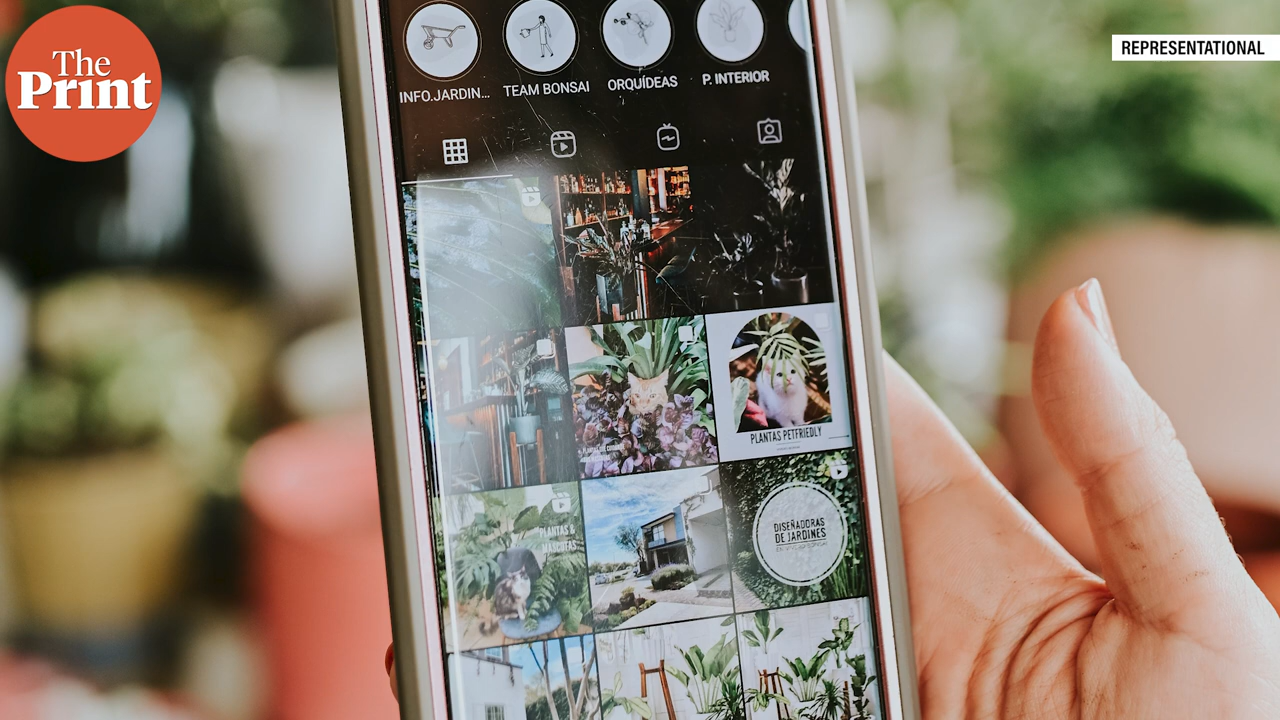 The
Print
REPRESENTATIONAL
INFO.JARDIN...
TEAM BONSAI
ORQUÍDEAS
P. INTERIOR
PLANTAS PETFRIEDLY
PLANTAS &
MASCOTAS
DISEÑADORAS
DE JARDINES